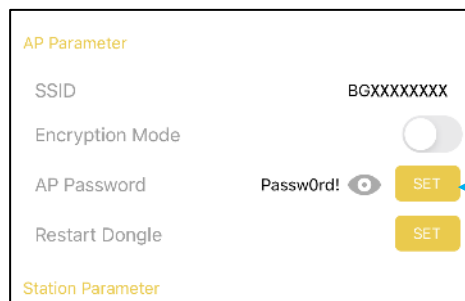 AP Parameter
SSID BGXXXXXXXX
Encryption Mode
AP Password Passw0rd! SET
Restart Dongle SET
Station Parameter